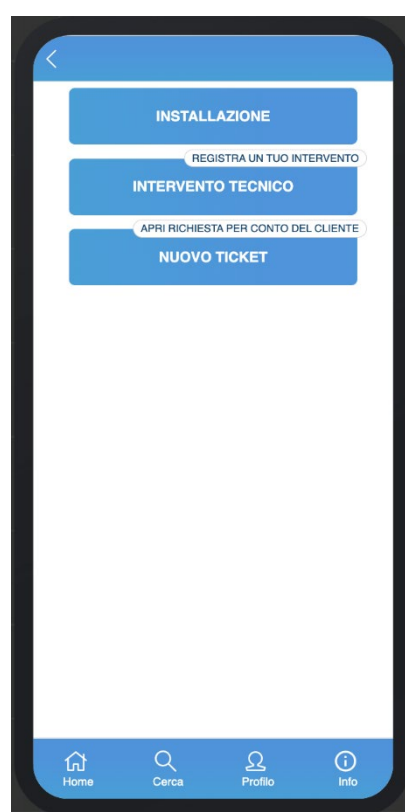 INSTALLAZIONE
REGISTRA UN TUO INTERVENTO
INTERVENTO TECNICO
APRI RICHIESTA PER CONTO DEL CLIENTE
NUOVO TICKET
Home Cerca Profilo Info